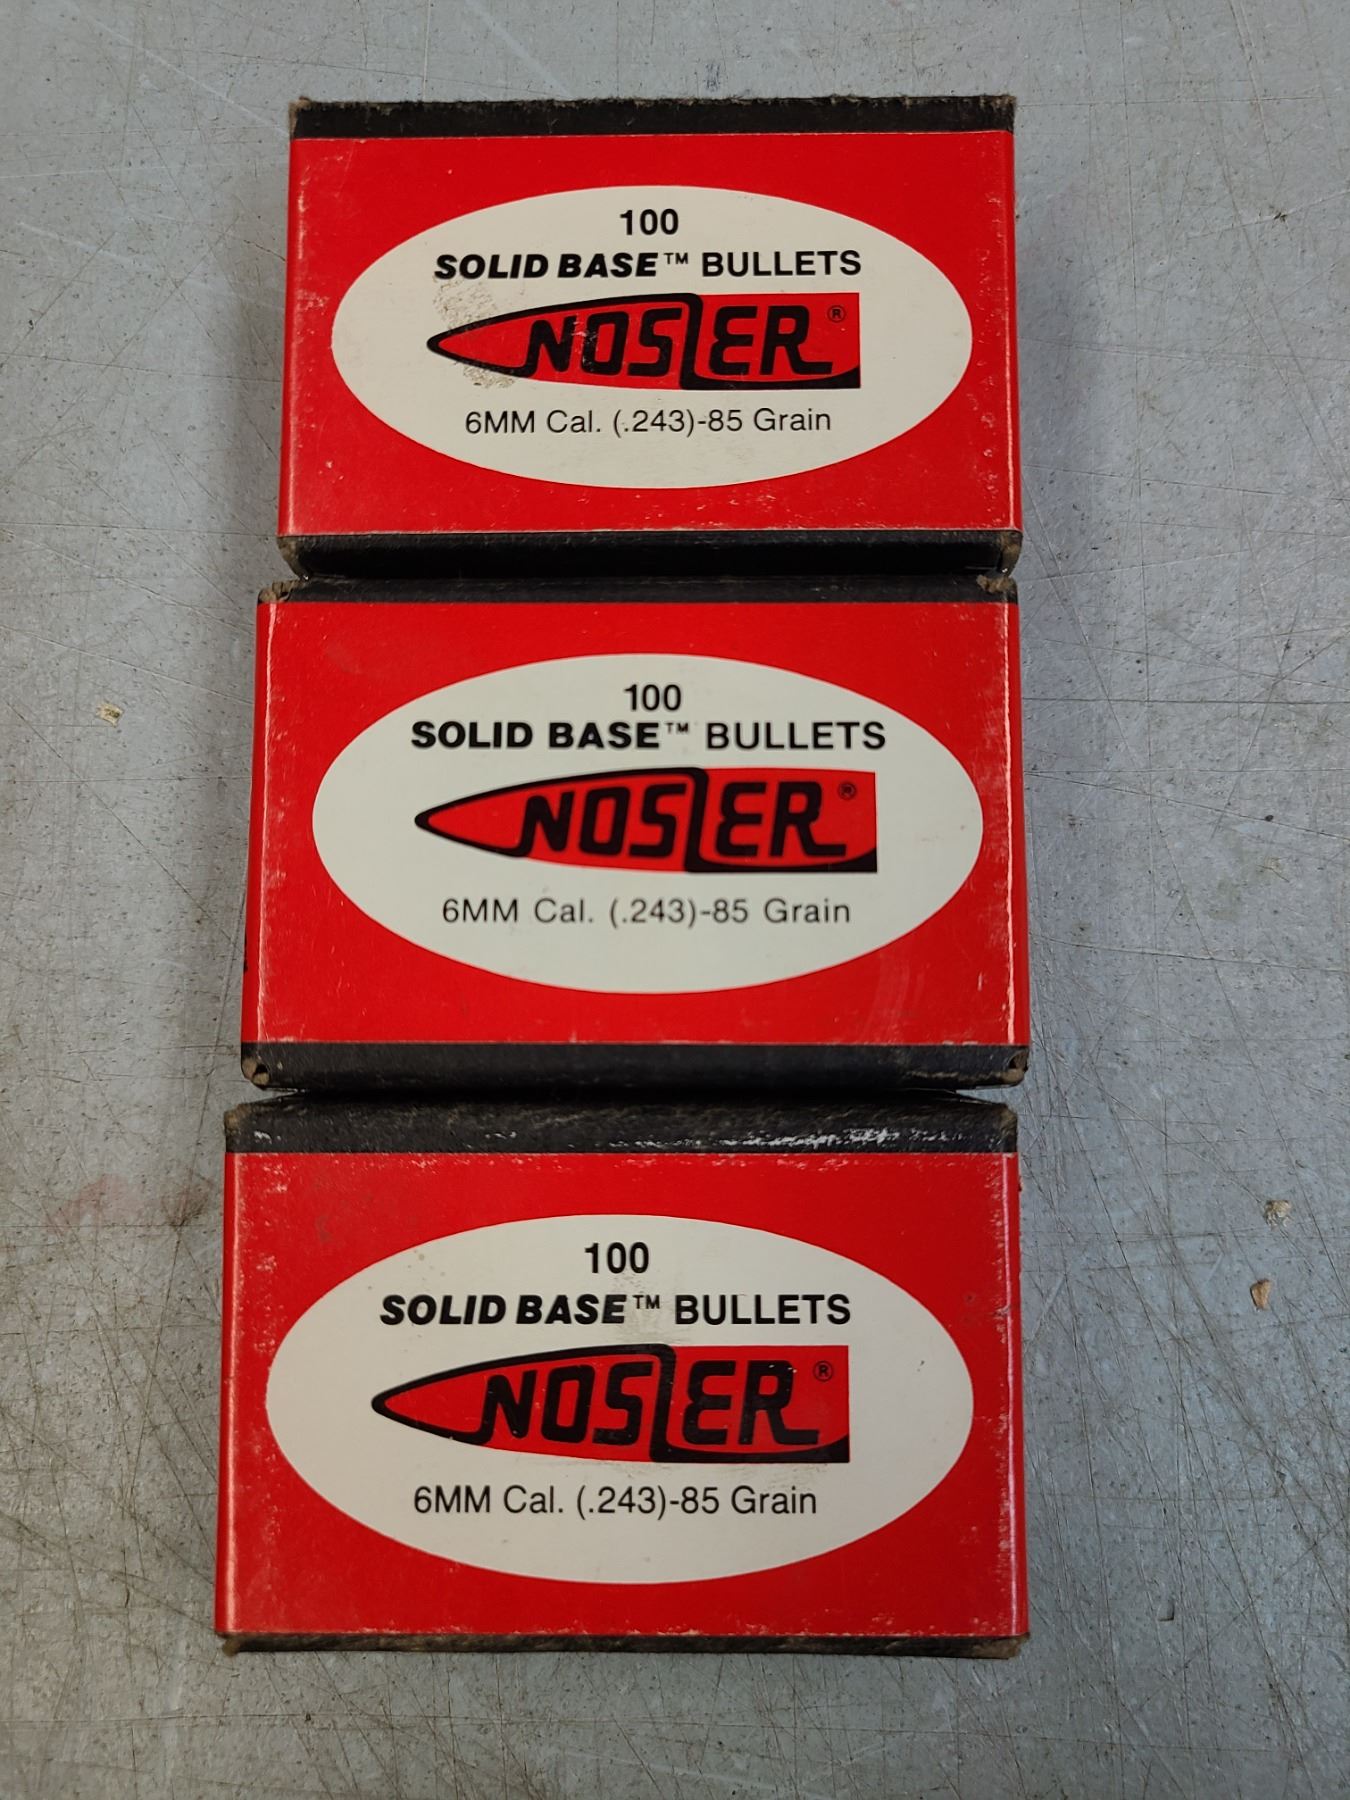 100
SOLID BASE™ BULLETS
NOSLER®
6MM Cal. (.243)-85 Grain
100
SOLID BASE™ BULLETS
NOSLER®
6MM Cal. (.243)-85 Grain
100
SOLID BASE™ BULLETS
NOSLER®
6MM Cal. (.243)-85 Grain